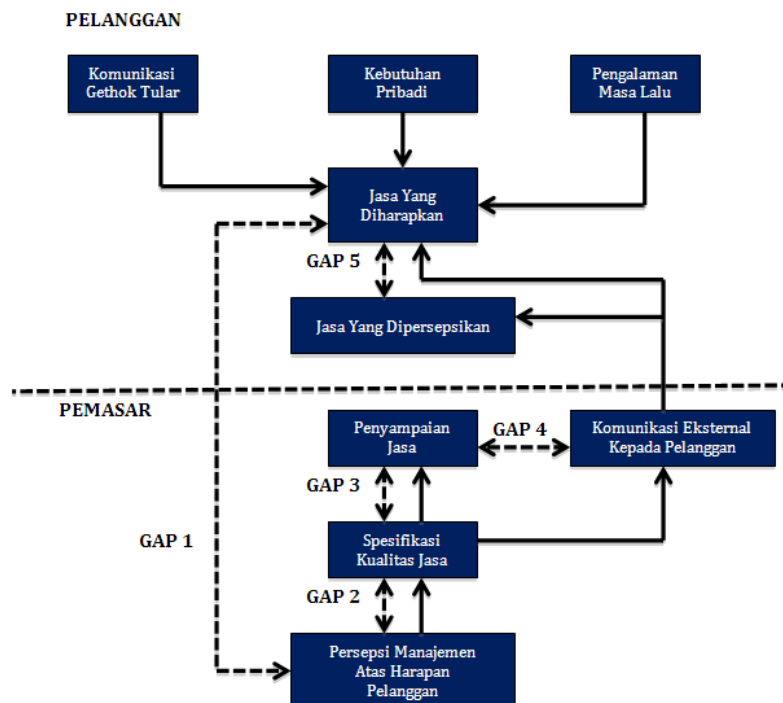 PELANGGAN
Komunikasi
Gethok Tular
Kebutuhan
Pribadi
Pengalaman
Masa Lalu
Jasa Yang
Diharapkan
GAP 5
Jasa Yang Dipersepsikan
PEMASAR
Penyampaian
Jasa
GAP 4
Komunikasi Eksternal
Kepada Pelanggan
GAP 3
GAP 1
Spesifikasi
Kualitas Jasa
GAP 2
Persepsi Manajemen
Atas Harapan
Pelanggan